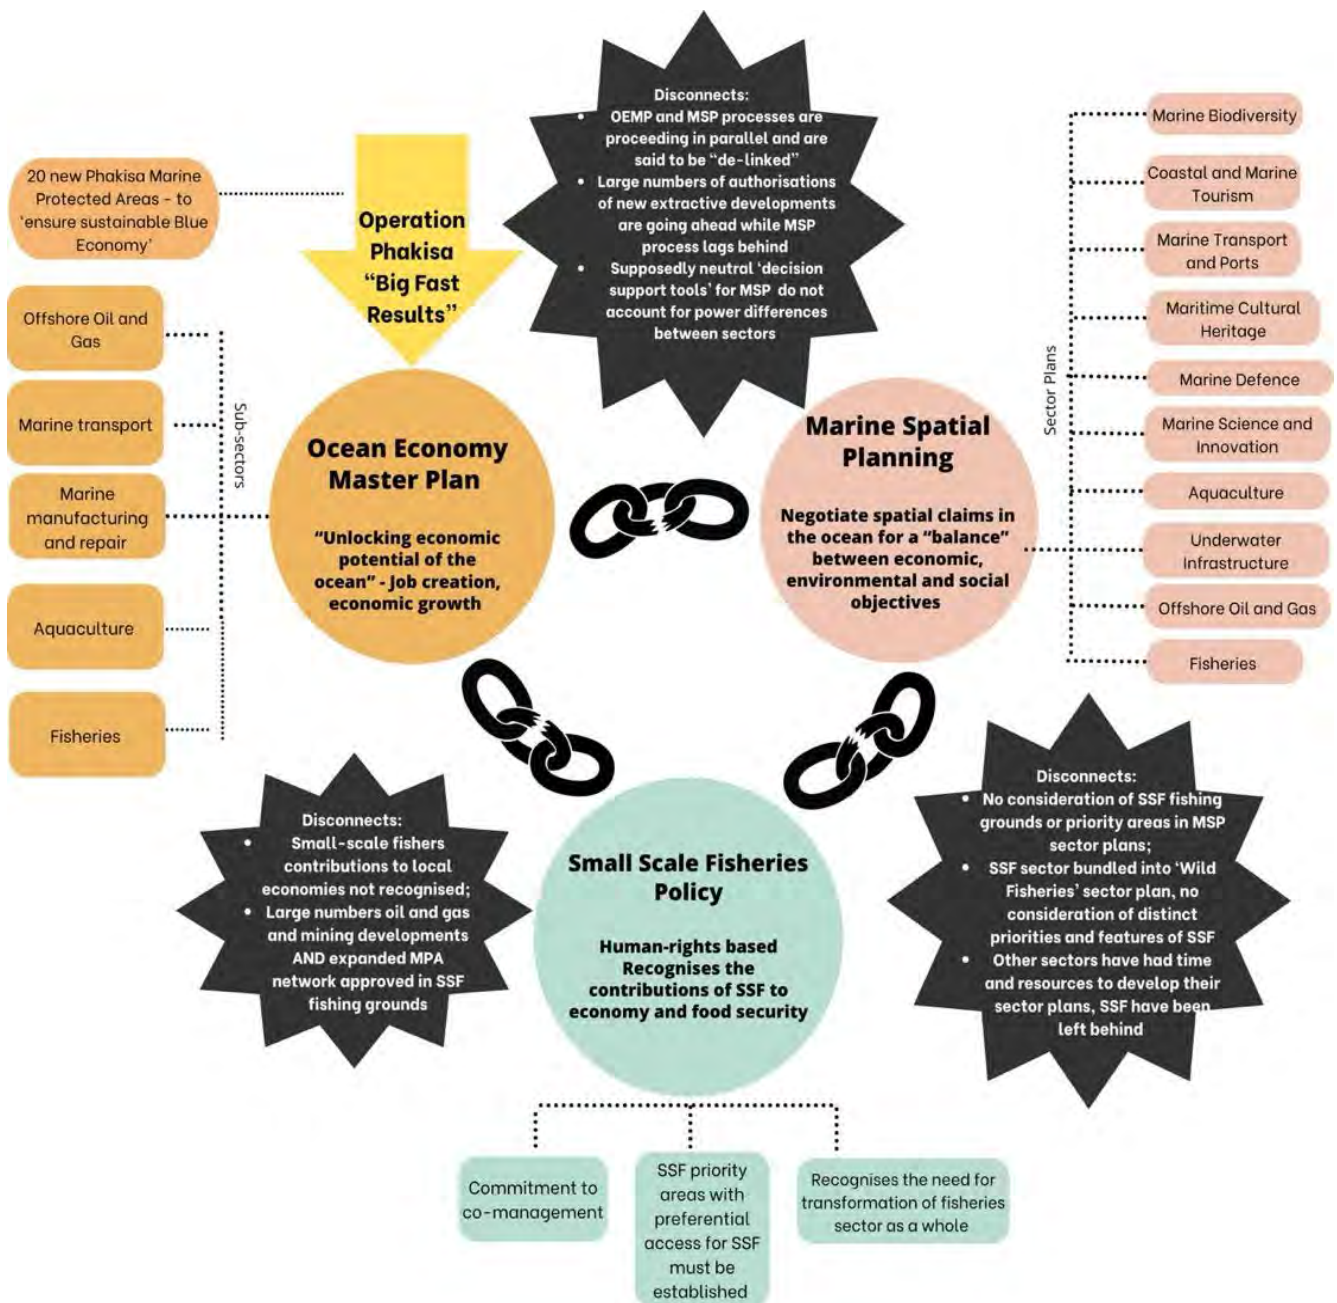 Disconnects:
• OEMP and MSP processes are
proceeding in parallel and are
said to be “de-linked”
• Large numbers of authorisations
of new extractive developments
are going ahead while MSP
process lags behind
• Supposedly neutral ‘decision
support tools’ for MSP do not
account for power differences
between sectors
20 new Phakisa Marine
Protected Areas - to
‘ensure sustainable Blue
Economy’
Operation
Phakisa
“Big Fast
Results”
Offshore Oil and
Gas
Marine transport
Marine
manufacturing
and repair
Aquaculture
Fisheries
Sub-sectors
Ocean Economy
Master Plan
“Unlocking economic
potential of the
ocean” - Job creation,
economic growth
Marine Spatial
Planning
Negotiate spatial claims in
the ocean for a “balance”
between economic,
environmental and social
objectives
Sector Plans
Marine Biodiversity
Coastal and Marine
Tourism
Marine Transport
and Ports
Maritime Cultural
Heritage
Marine Defence
Marine Science and
Innovation
Aquaculture
Underwater
Infrastructure
Offshore Oil and Gas
Fisheries
Disconnects:
• Small-scale fishers
contributions to local
economies not recognised;
• Large numbers oil and gas
and mining developments
AND expanded MPA
network approved in SSF
fishing grounds
Small Scale Fisheries
Policy
Human-rights based
Recognises the
contributions of SSF to
economy and food security
Disconnects:
• No consideration of SSF fishing
grounds or priority areas in MSP
sector plans;
• SSF sector bundled into ‘Wild
Fisheries’ sector plan, no
consideration of distinct
priorities and features of SSF
• Other sectors have had time
and resources to develop their
sector plans, SSF have been
left behind
Commitment to
co-management
SSF priority
areas with
preferential
access for SSF
must be
established
Recognises the need for
transformation of fisheries
sector as a whole